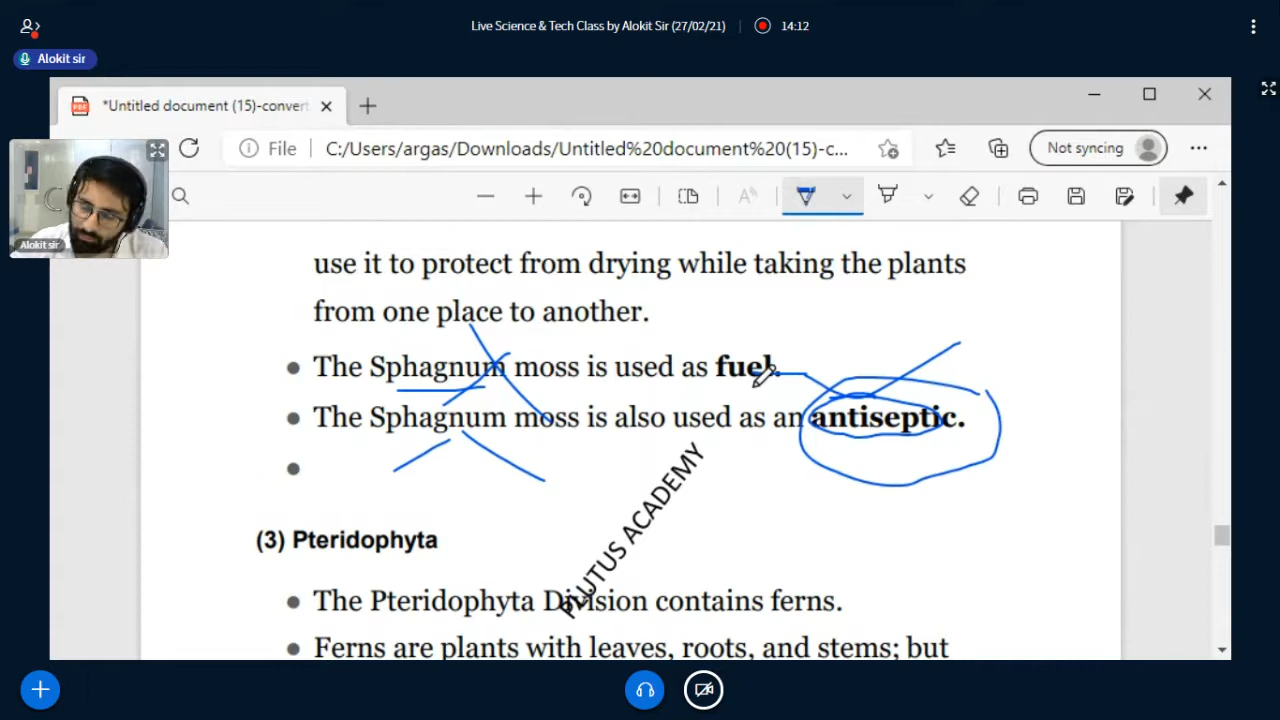 Live Science & Tech Class by Alokit Sir (27/02/21) 14:12
Alokit sir
*Untitled document (15)-convert
File C:/Users/argas/Downloads/Untitled%20document%20(15)-c... Not syncing
Alokit sir
use it to protect from drying while taking the plants
from one place to another.
The Sphagnum moss is used as fuel.
The Sphagnum moss is also used as an antiseptic.
PLUTUS ACADEMY
(3) Pteridophyta
The Pteridophyta Division contains ferns.
Ferns are plants with leaves, roots, and stems; but